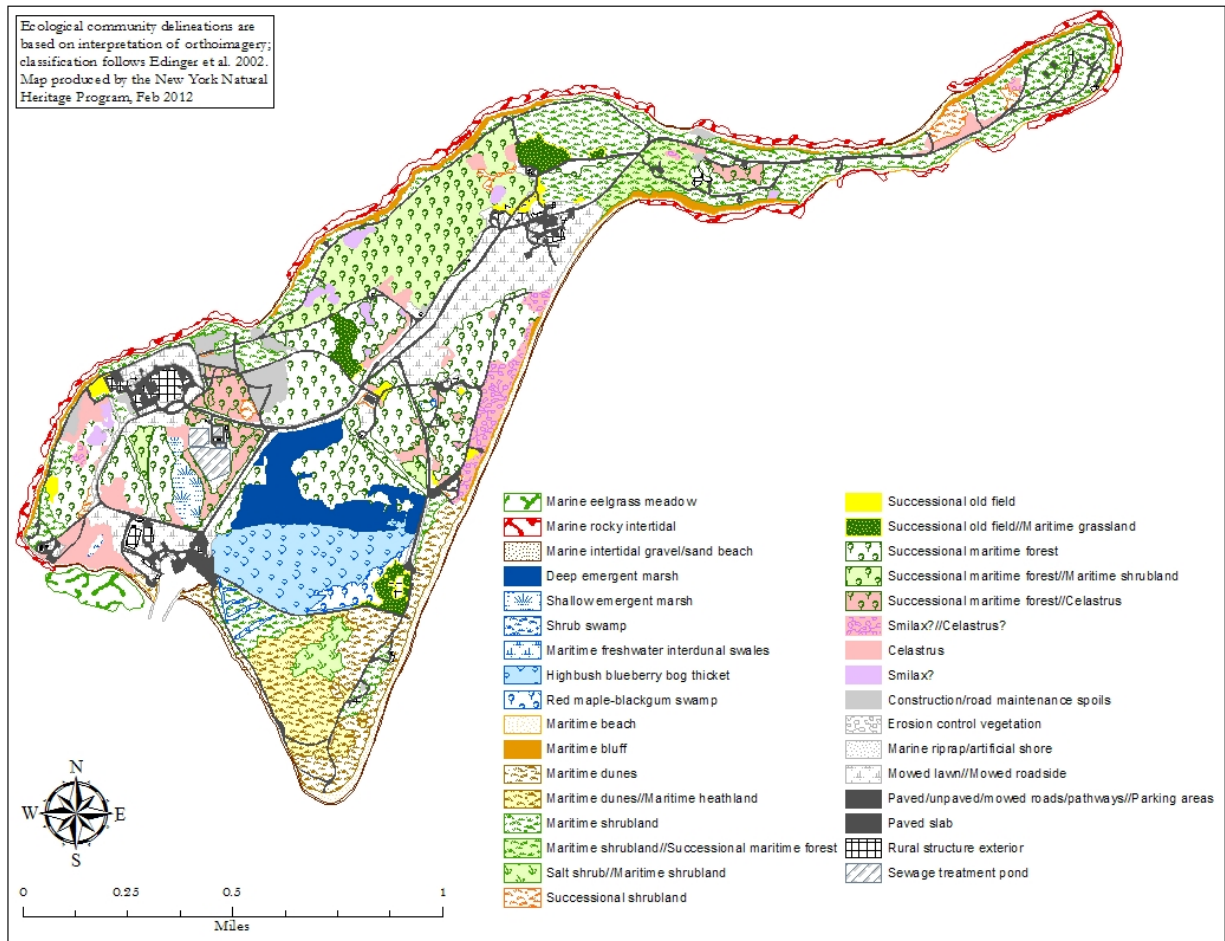 Ecological community delineations are
based on interpretation of orthoimagery;
classification follows Edinger et al. 2002.
Map produced by the New York Natural
Heritage Program, Feb 2012
Marine eelgrass meadow
Marine rocky intertidal
Marine intertidal gravel/sand beach
Deep emergent marsh
Shallow emergent marsh
Shrub swamp
Maritime freshwater interdunal swales
Highbush blueberry bog thicket
Red maple-blackgum swamp
Maritime beach
Maritime bluff
Maritime dunes
Maritime dunes//Maritime heathland
Maritime shrubland
Maritime shrubland//Successional maritime forest
Salt shrub//Maritime shrubland
Successional shrubland
Successional old field
Successional old field//Maritime grassland
Successional maritime forest
Successional maritime forest//Maritime shrubland
Successional maritime forest//Celastrus
Smilax?//Celastrus?
Celastrus
Smilax?
Construction/road maintenance spoils
Erosion control vegetation
Marine riprap/artificial shore
Mowed lawn//Mowed roadside
Paved/unpaved/mowed roads/pathways//Parking areas
Paved slab
Rural structure exterior
Sewage treatment pond
N
W E
S
0 0.25 0.5 1
Miles